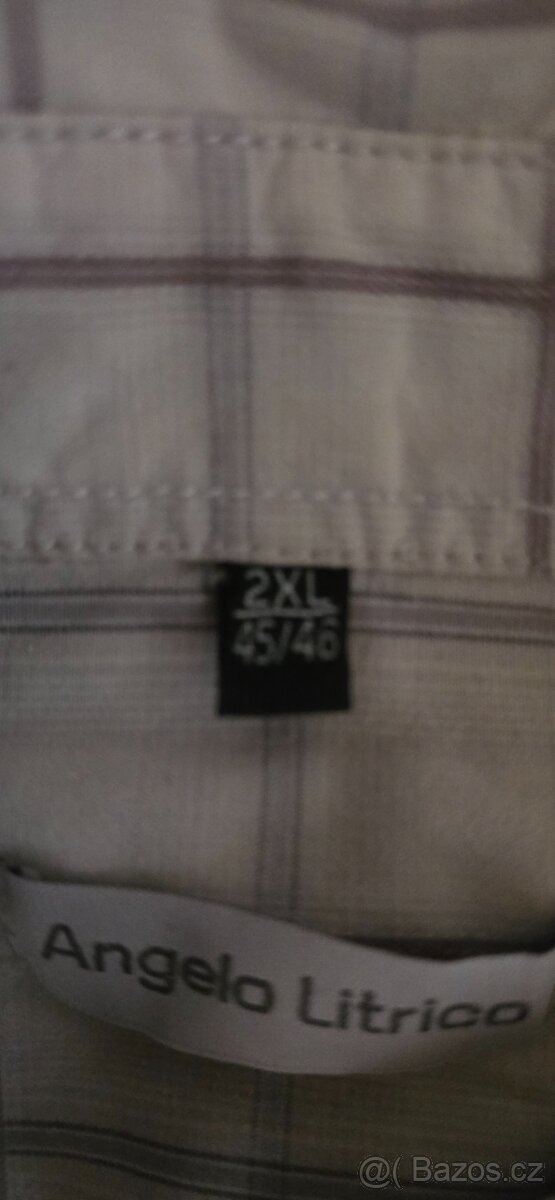 2XL
45/46
Angelo Litrico
@( Bazos.cz